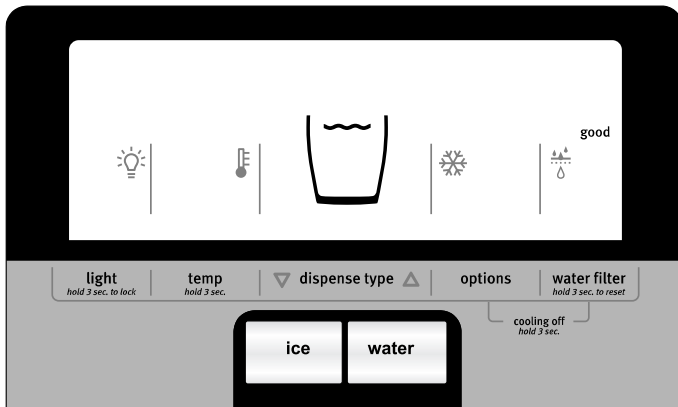 good
light
hold 3 sec. to lock
temp
hold 3 sec.
dispense type
options
water filter
hold 3 sec. to reset
cooling off
hold 3 sec.
ice
water